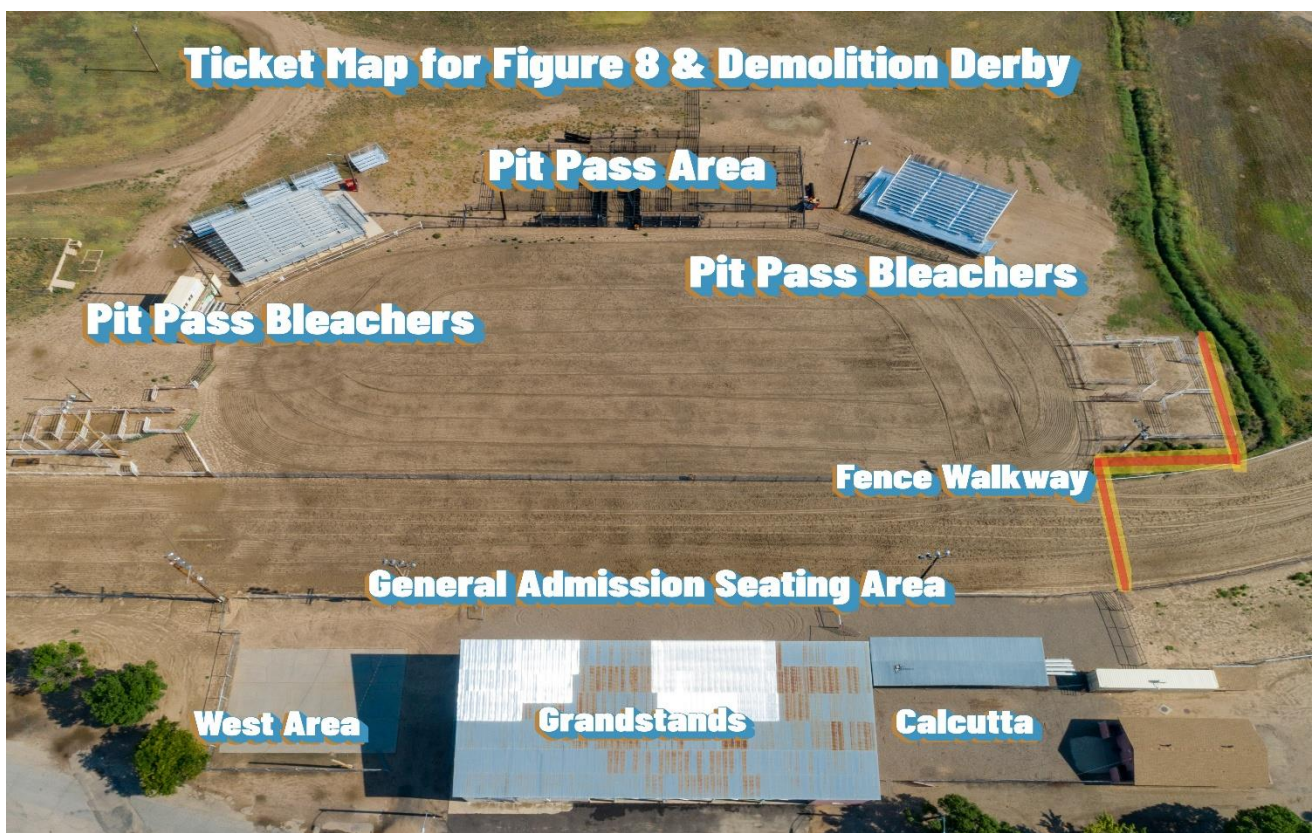 Ticket Map for Figure 8 & Demolition Derby
Pit Pass Area
Pit Pass Bleachers
Pit Pass Bleachers
Fence Walkway
General Admission Seating Area
West Area
Grandstands
Calcutta